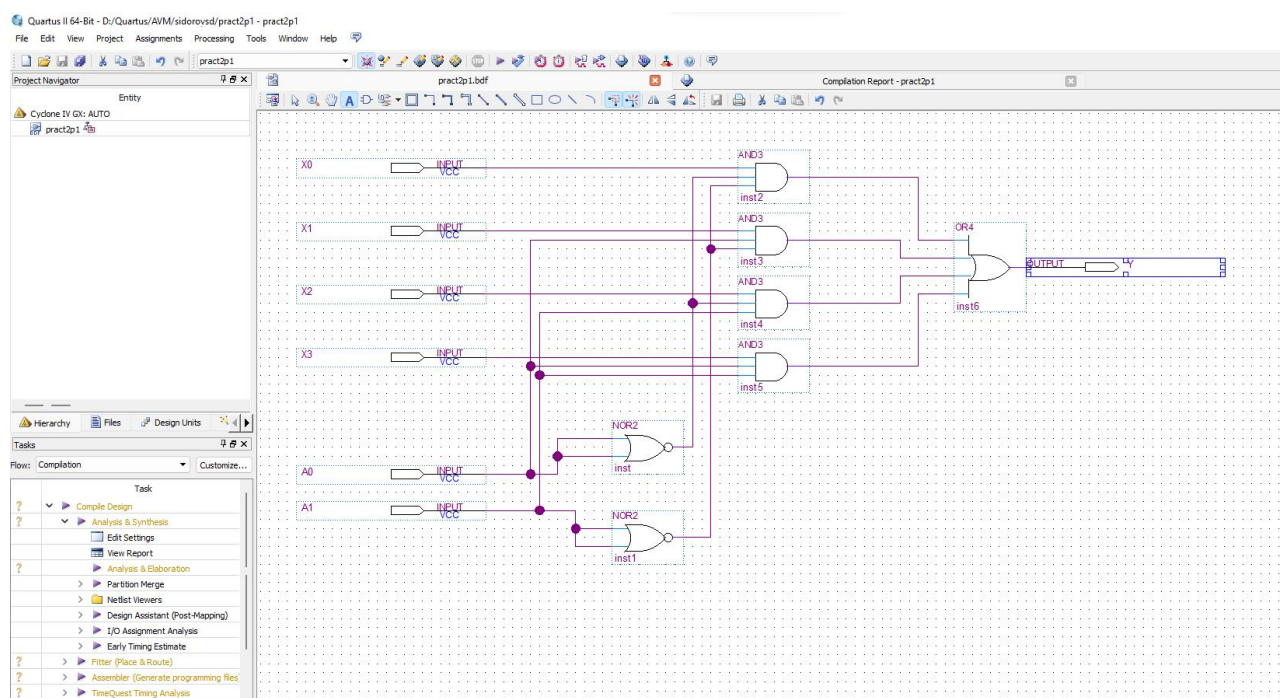 Quartus II 64-Bit - D:/Quartus/AVM/sidorovsd/pract2p1 - pract2p1
File Edit View Project Assignments Processing Tools Window Help
pract2p1
Project Navigator
Entity
Cyclone IV GX: AUTO
pract2p1
Hierarchy Files Design Units
Tasks
Flow: Compilation Customize...
Task
? Compile Design
? Analysis & Synthesis
Edit Settings
View Report
? Analysis & Elaboration
Partition Merge
Netlist Viewers
Design Assistant (Post-Mapping)
I/O Assignment Analysis
Early Timing Estimate
? Fitter (Place & Route)
? Assembler (Generate programming files)
? TimeQuest Timing Analysis
pract2p1.bdf Compilation Report - pract2p1
A
X0 INPUT
VCC
AND3
inst2
X1 INPUT
VCC
AND3
inst3
X2 INPUT
VCC
AND3
inst4
X3 INPUT
VCC
AND3
inst5
OR4
inst6
OUTPUT Y
A0 INPUT
VCC
NOR2
inst
A1 INPUT
VCC
NOR2
inst1